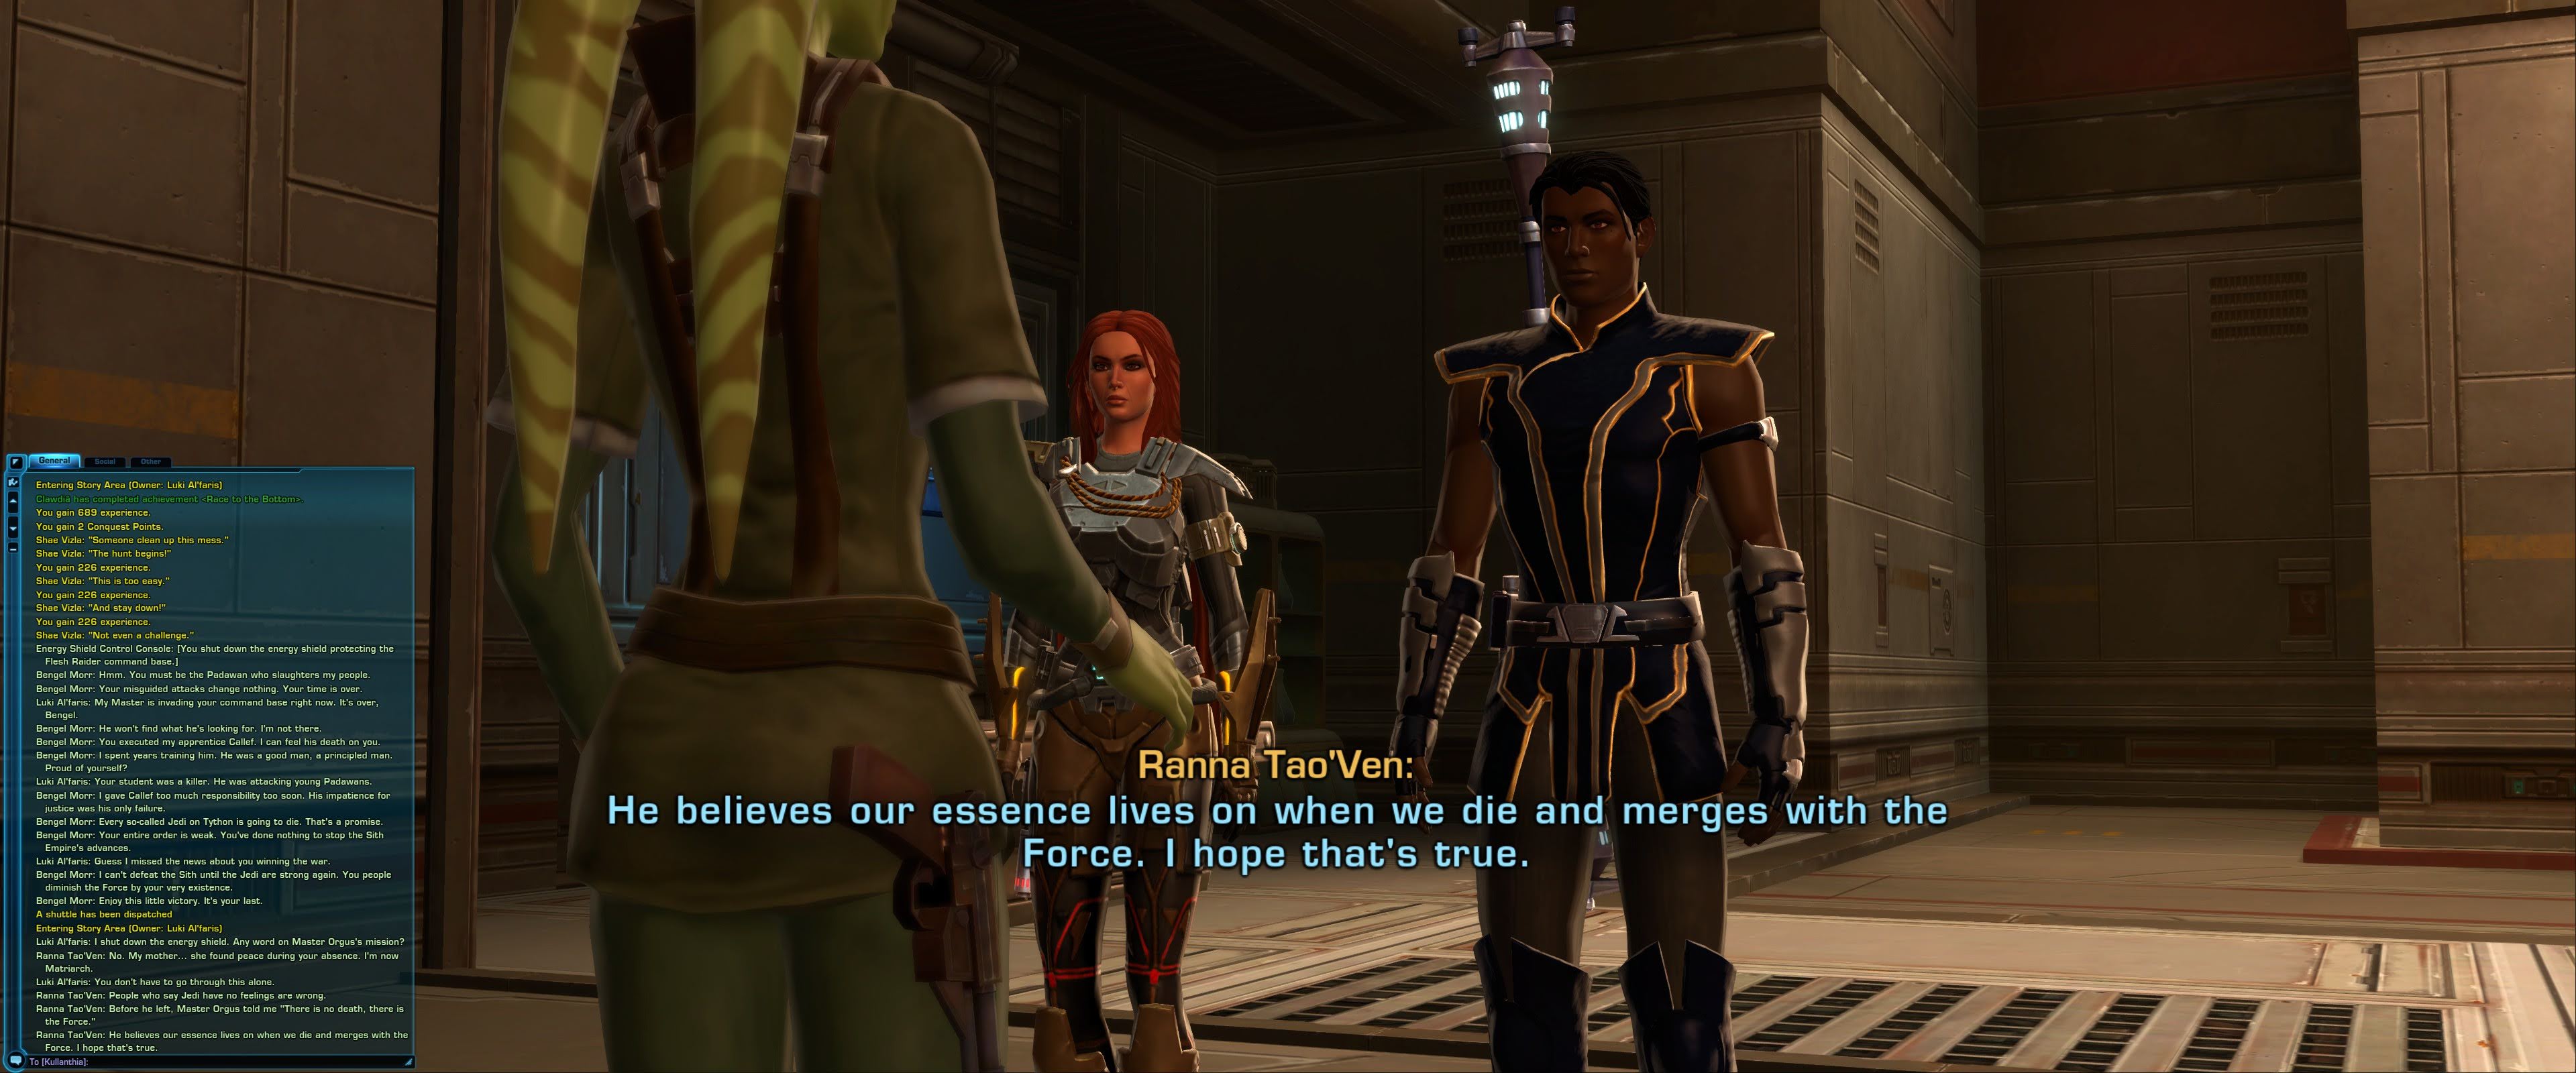 General
Social
Other
Entering Story Area (Owner: Luki Al'faris)
Clawdiâ has completed achievement <Race to the Bottom>.
You gain 689 experience.
You gain 2 Conquest Points.
Shae Vizla: "Someone clean up this mess."
Shae Vizla: "The hunt begins!"
You gain 226 experience.
Shae Vizla: "This is too easy."
You gain 226 experience.
Shae Vizla: "And stay down!"
You gain 226 experience.
Shae Vizla: "Not even a challenge."
Energy Shield Control Console: [You shut down the energy shield protecting the
Flesh Raider command base.]
Bengel Morr: Hmm. You must be the Padawan who slaughters my people.
Bengel Morr: Your misguided attacks change nothing. Your time is over.
Luki Al'faris: My Master is invading your command base right now. It's over,
Bengel.
Bengel Morr: He won't find what he's looking for. I'm not there.
Bengel Morr: You executed my apprentice Callef. I can feel his death on you.
Bengel Morr: I spent years training him. He was a good man, a principled man.
Proud of yourself?
Luki Al'faris: Your student was a killer. He was attacking young Padawans.
Bengel Morr: I gave Callef too much responsibility too soon. His impatience for
justice was his only failure.
Bengel Morr: Every so-called Jedi on Tython is going to die. That's a promise.
Bengel Morr: Your entire order is weak. You've done nothing to stop the Sith
Empire's advances.
Luki Al'faris: Guess I missed the news about you winning the war.
Bengel Morr: I can't defeat the Sith until the Jedi are strong again. You people
diminish the Force by your very existence.
Bengel Morr: Enjoy this little victory. It's your last.
A shuttle has been dispatched
Entering Story Area (Owner: Luki Al'faris)
Luki Al'faris: I shut down the energy shield. Any word on Master Orgus's mission?
Ranna Tao'Ven: No. My mother... she found peace during your absence. I'm now
Matriarch.
Luki Al'faris: You don't have to go through this alone.
Ranna Tao'Ven: People who say Jedi have no feelings are wrong.
Ranna Tao'Ven: Before he left, Master Orgus told me "There is no death, there is
the Force."
Ranna Tao'Ven: He believes our essence lives on when we die and merges with the
Force. I hope that's true.
To [Kullanthia]:
Ranna Tao'Ven:
He believes our essence lives on when we die and merges with the
Force. I hope that's true.